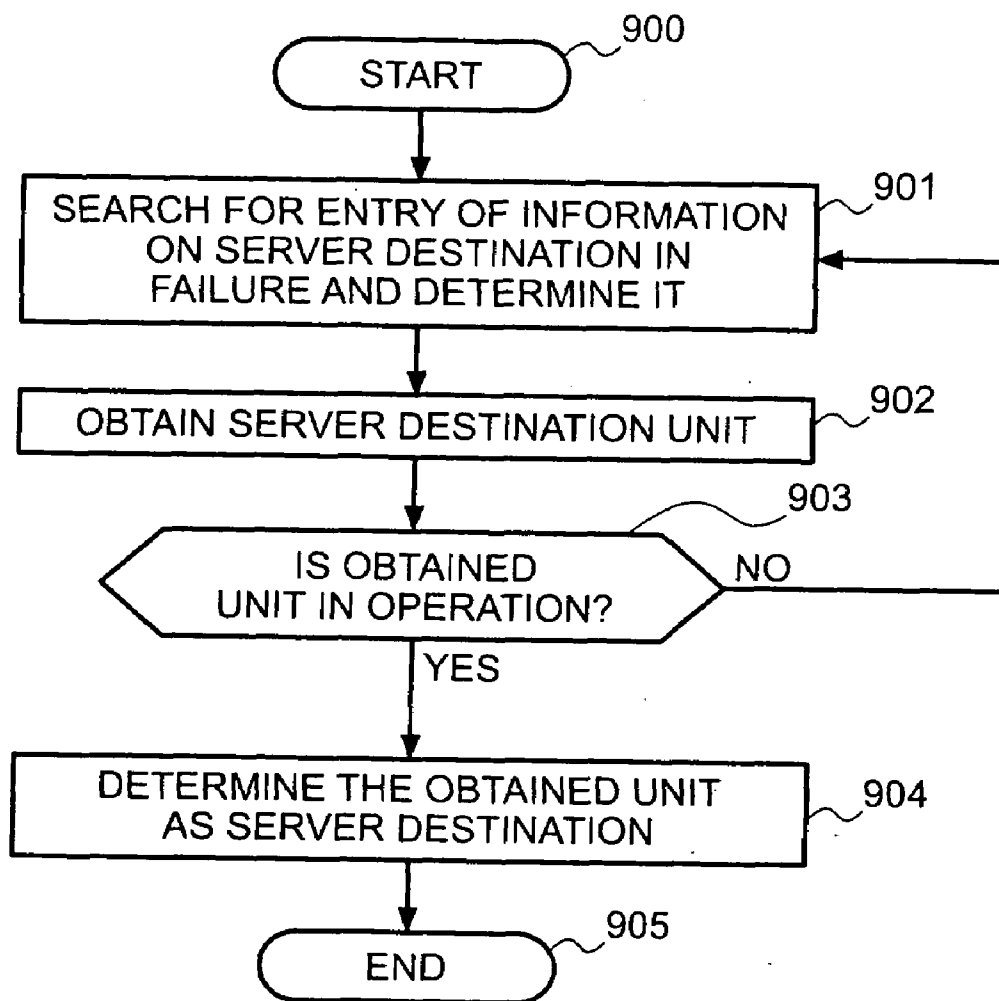 900
START
901
SEARCH FOR ENTRY OF INFORMATION
ON SERVER DESTINATION IN
FAILURE AND DETERMINE IT
902
OBTAIN SERVER DESTINATION UNIT
903
IS OBTAINED
UNIT IN OPERATION?
NO
YES
DETERMINE THE OBTAINED UNIT
AS SERVER DESTINATION
904
905
END